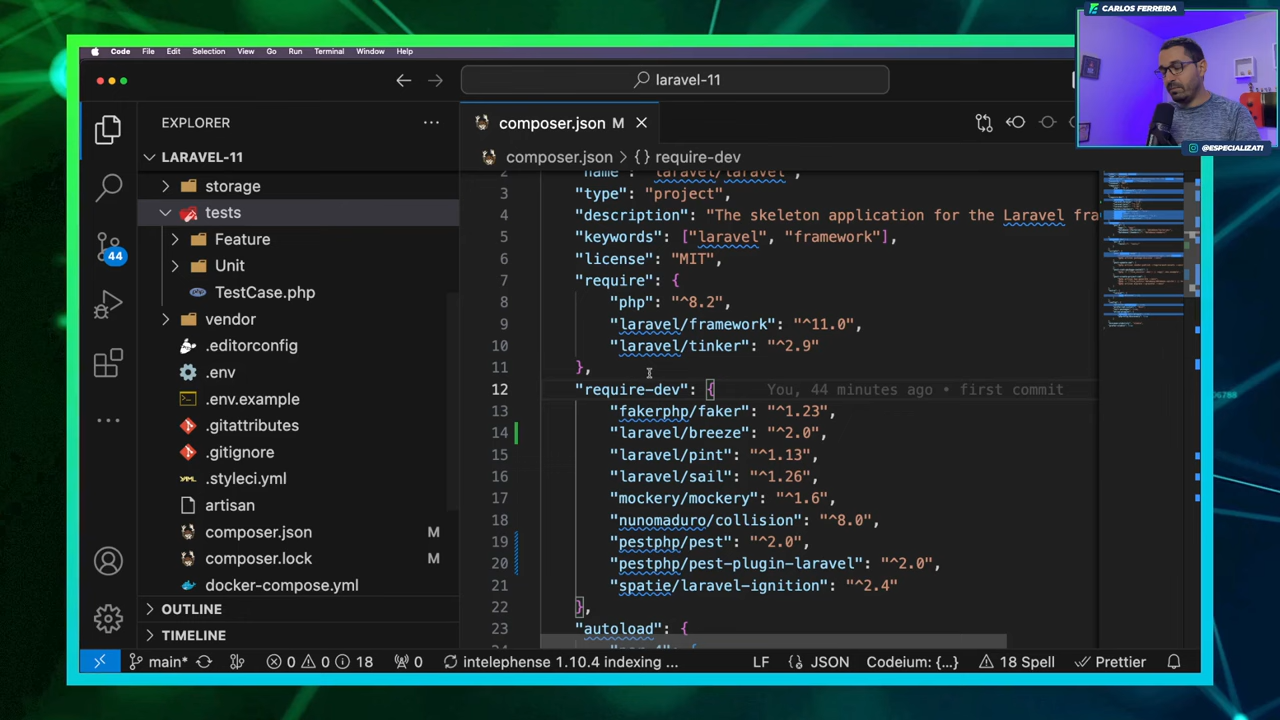 CARLOS FERREIRA
@ESPECIALIZATI
Code File Edit Selection View Go Run Terminal Window Help
laravel-11
EXPLORER
LARAVEL-11
storage
tests
Feature
Unit
TestCase.php
vendor
.editorconfig
.env
.env.example
.gitattributes
.gitignore
.styleci.yml
artisan
composer.json M
composer.lock M
docker-compose.yml
OUTLINE
TIMELINE
44
composer.json M
composer.json > {} require-dev
2 "name": "laravel/laravel",
3 "type": "project",
4 "description": "The skeleton application for the Laravel fra
5 "keywords": ["laravel", "framework"],
6 "license": "MIT",
7 "require": {
8 "php": "^8.2",
9 "laravel/framework": "^11.0",
10 "laravel/tinker": "^2.9"
11 },
12 "require-dev": { You, 44 minutes ago • first commit
13 "fakerphp/faker": "^1.23",
14 "laravel/breeze": "^2.0",
15 "laravel/pint": "^1.13",
16 "laravel/sail": "^1.26",
17 "mockery/mockery": "^1.6",
18 "nunomaduro/collision": "^8.0",
19 "pestphp/pest": "^2.0",
20 "pestphp/pest-plugin-laravel": "^2.0",
21 "spatie/laravel-ignition": "^2.4"
22 },
23 "autoload": {
main* 0 0 18 0 intelephense 1.10.4 indexing ... LF {} JSON Codeium: {...} 18 Spell Prettier